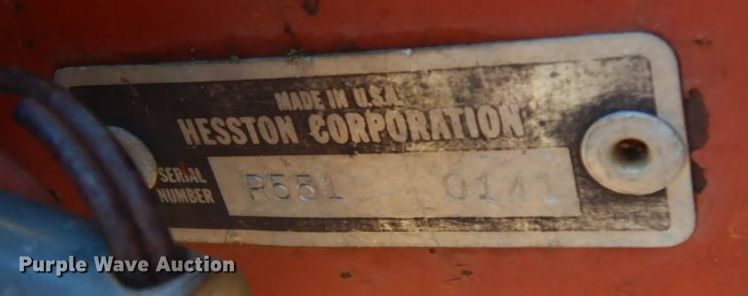 MADE IN U.S.A.
HESSTON CORPORATION
SERIAL NUMBER
P551 0141
Purple Wave Auction